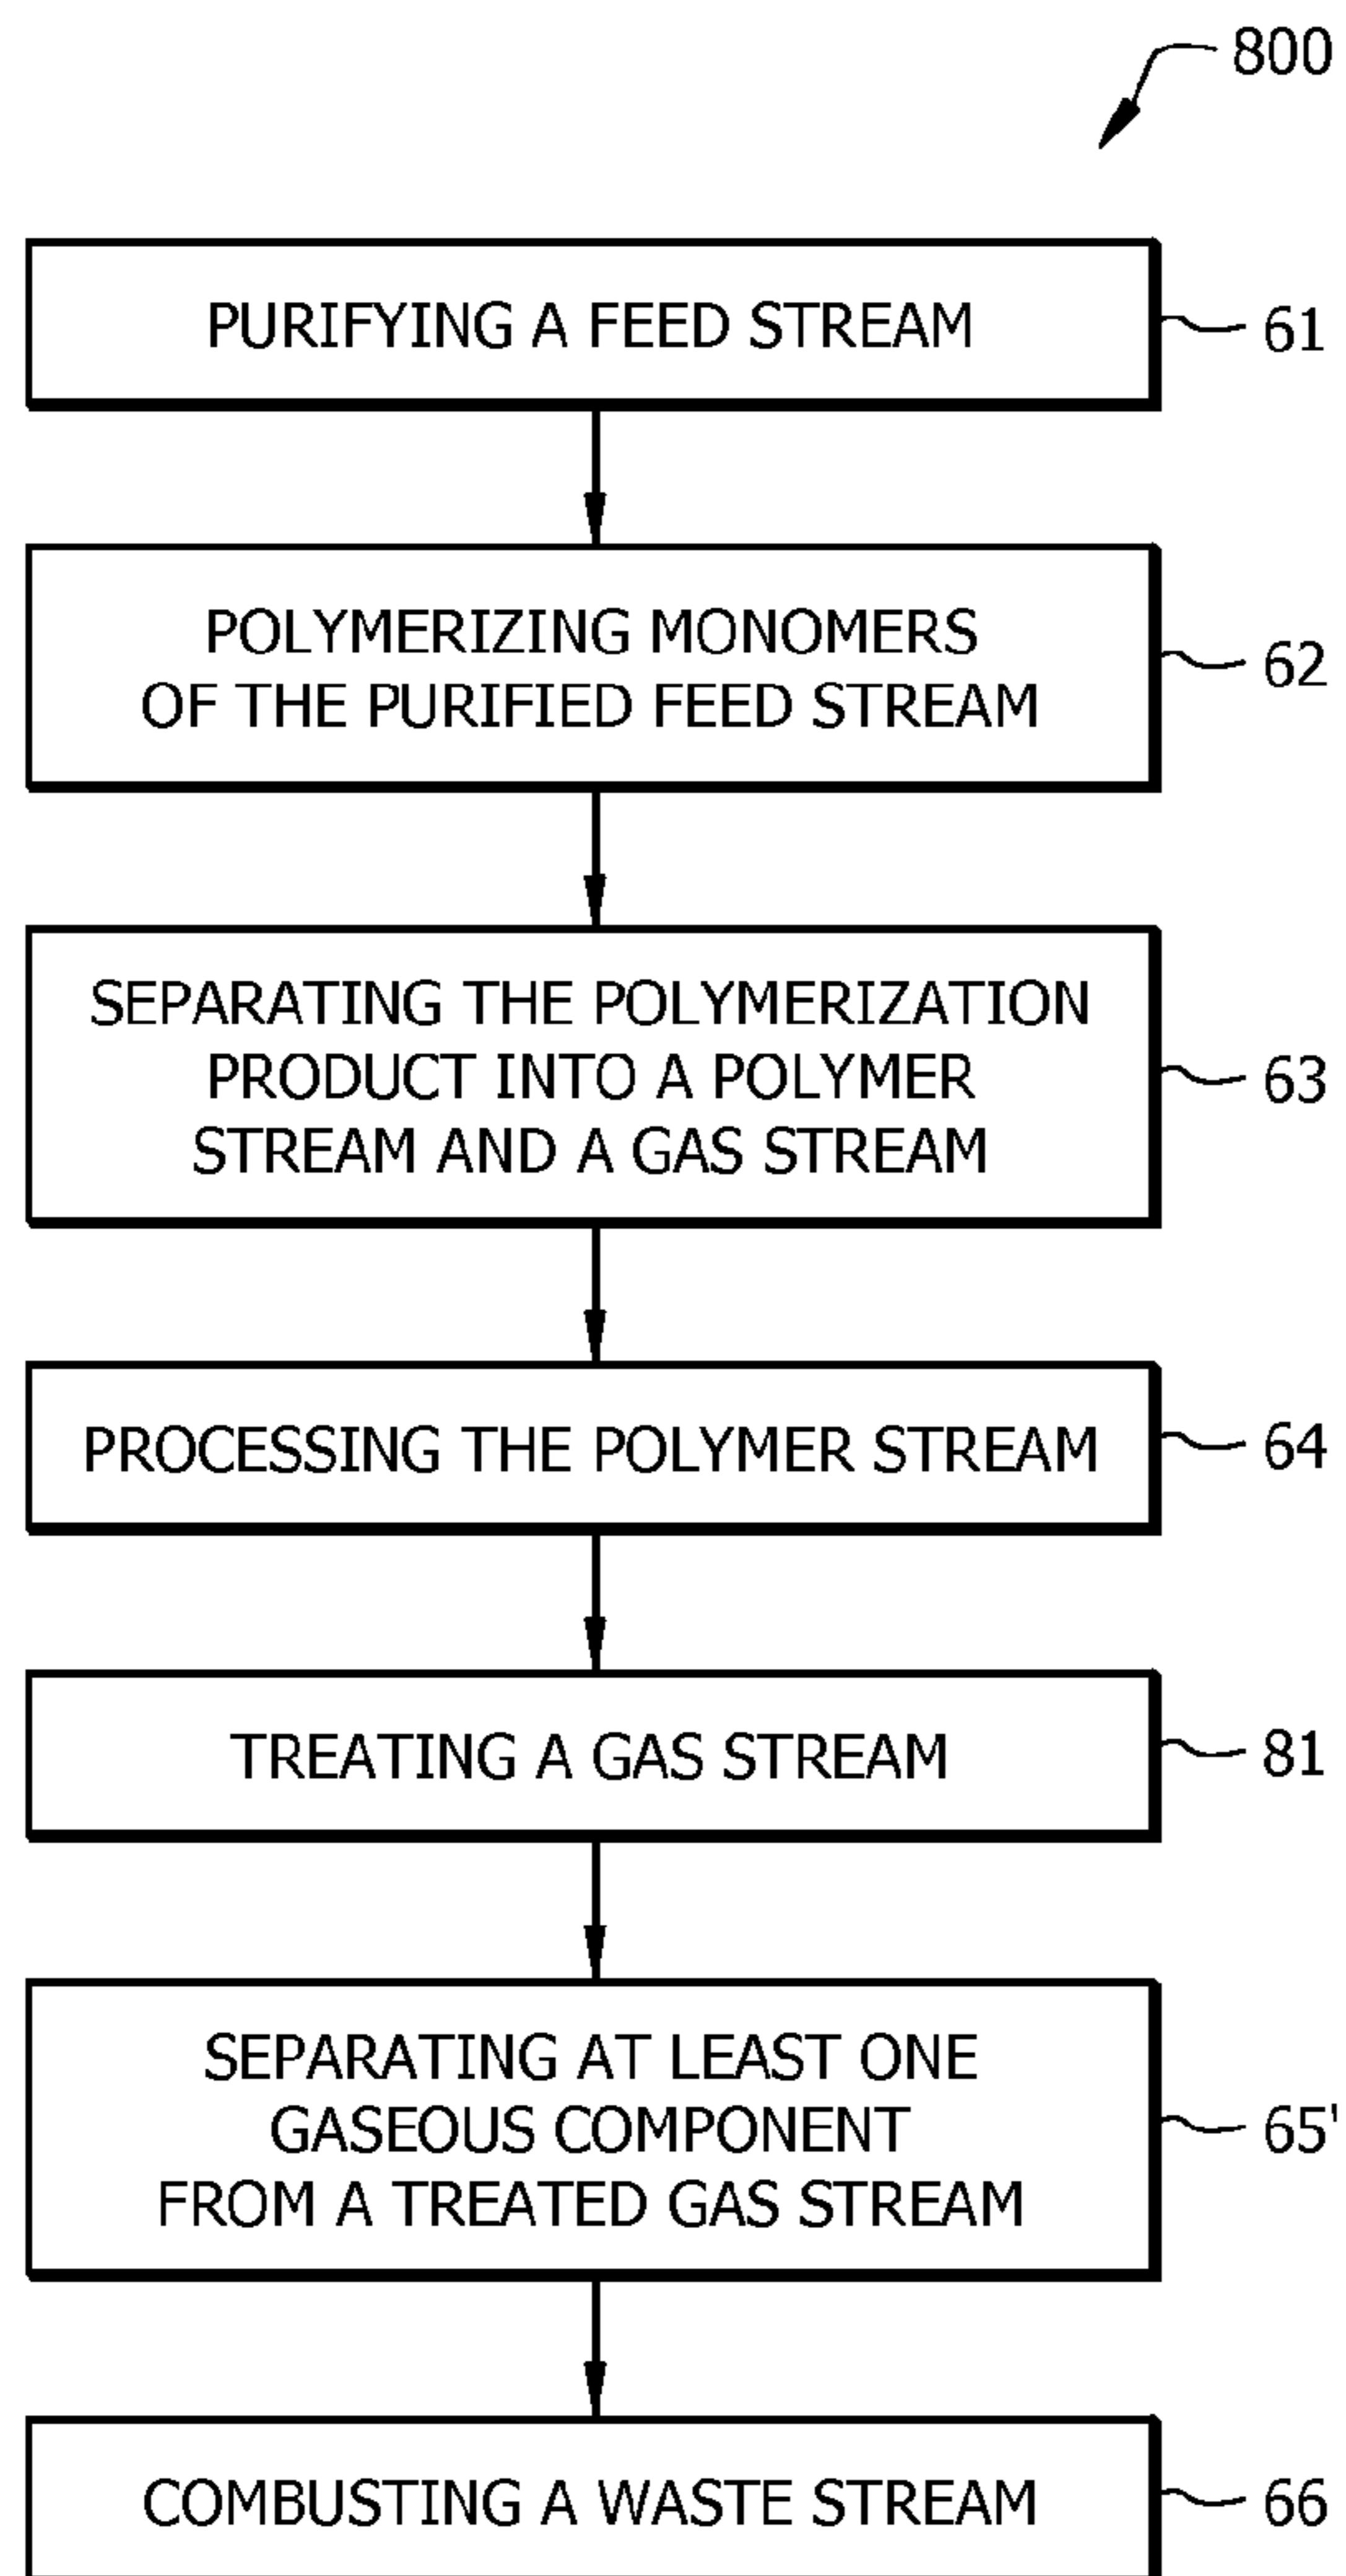 800
PURIFYING A FEED STREAM
61
POLYMERIZING MONOMERS
OF THE PURIFIED FEED STREAM
62
SEPARATING THE POLYMERIZATION
PRODUCT INTO A POLYMER
STREAM AND A GAS STREAM
63
PROCESSING THE POLYMER STREAM
64
TREATING A GAS STREAM
81
SEPARATING AT LEAST ONE
GASEOUS COMPONENT
FROM A TREATED GAS STREAM
65'
COMBUSTING A WASTE STREAM
66